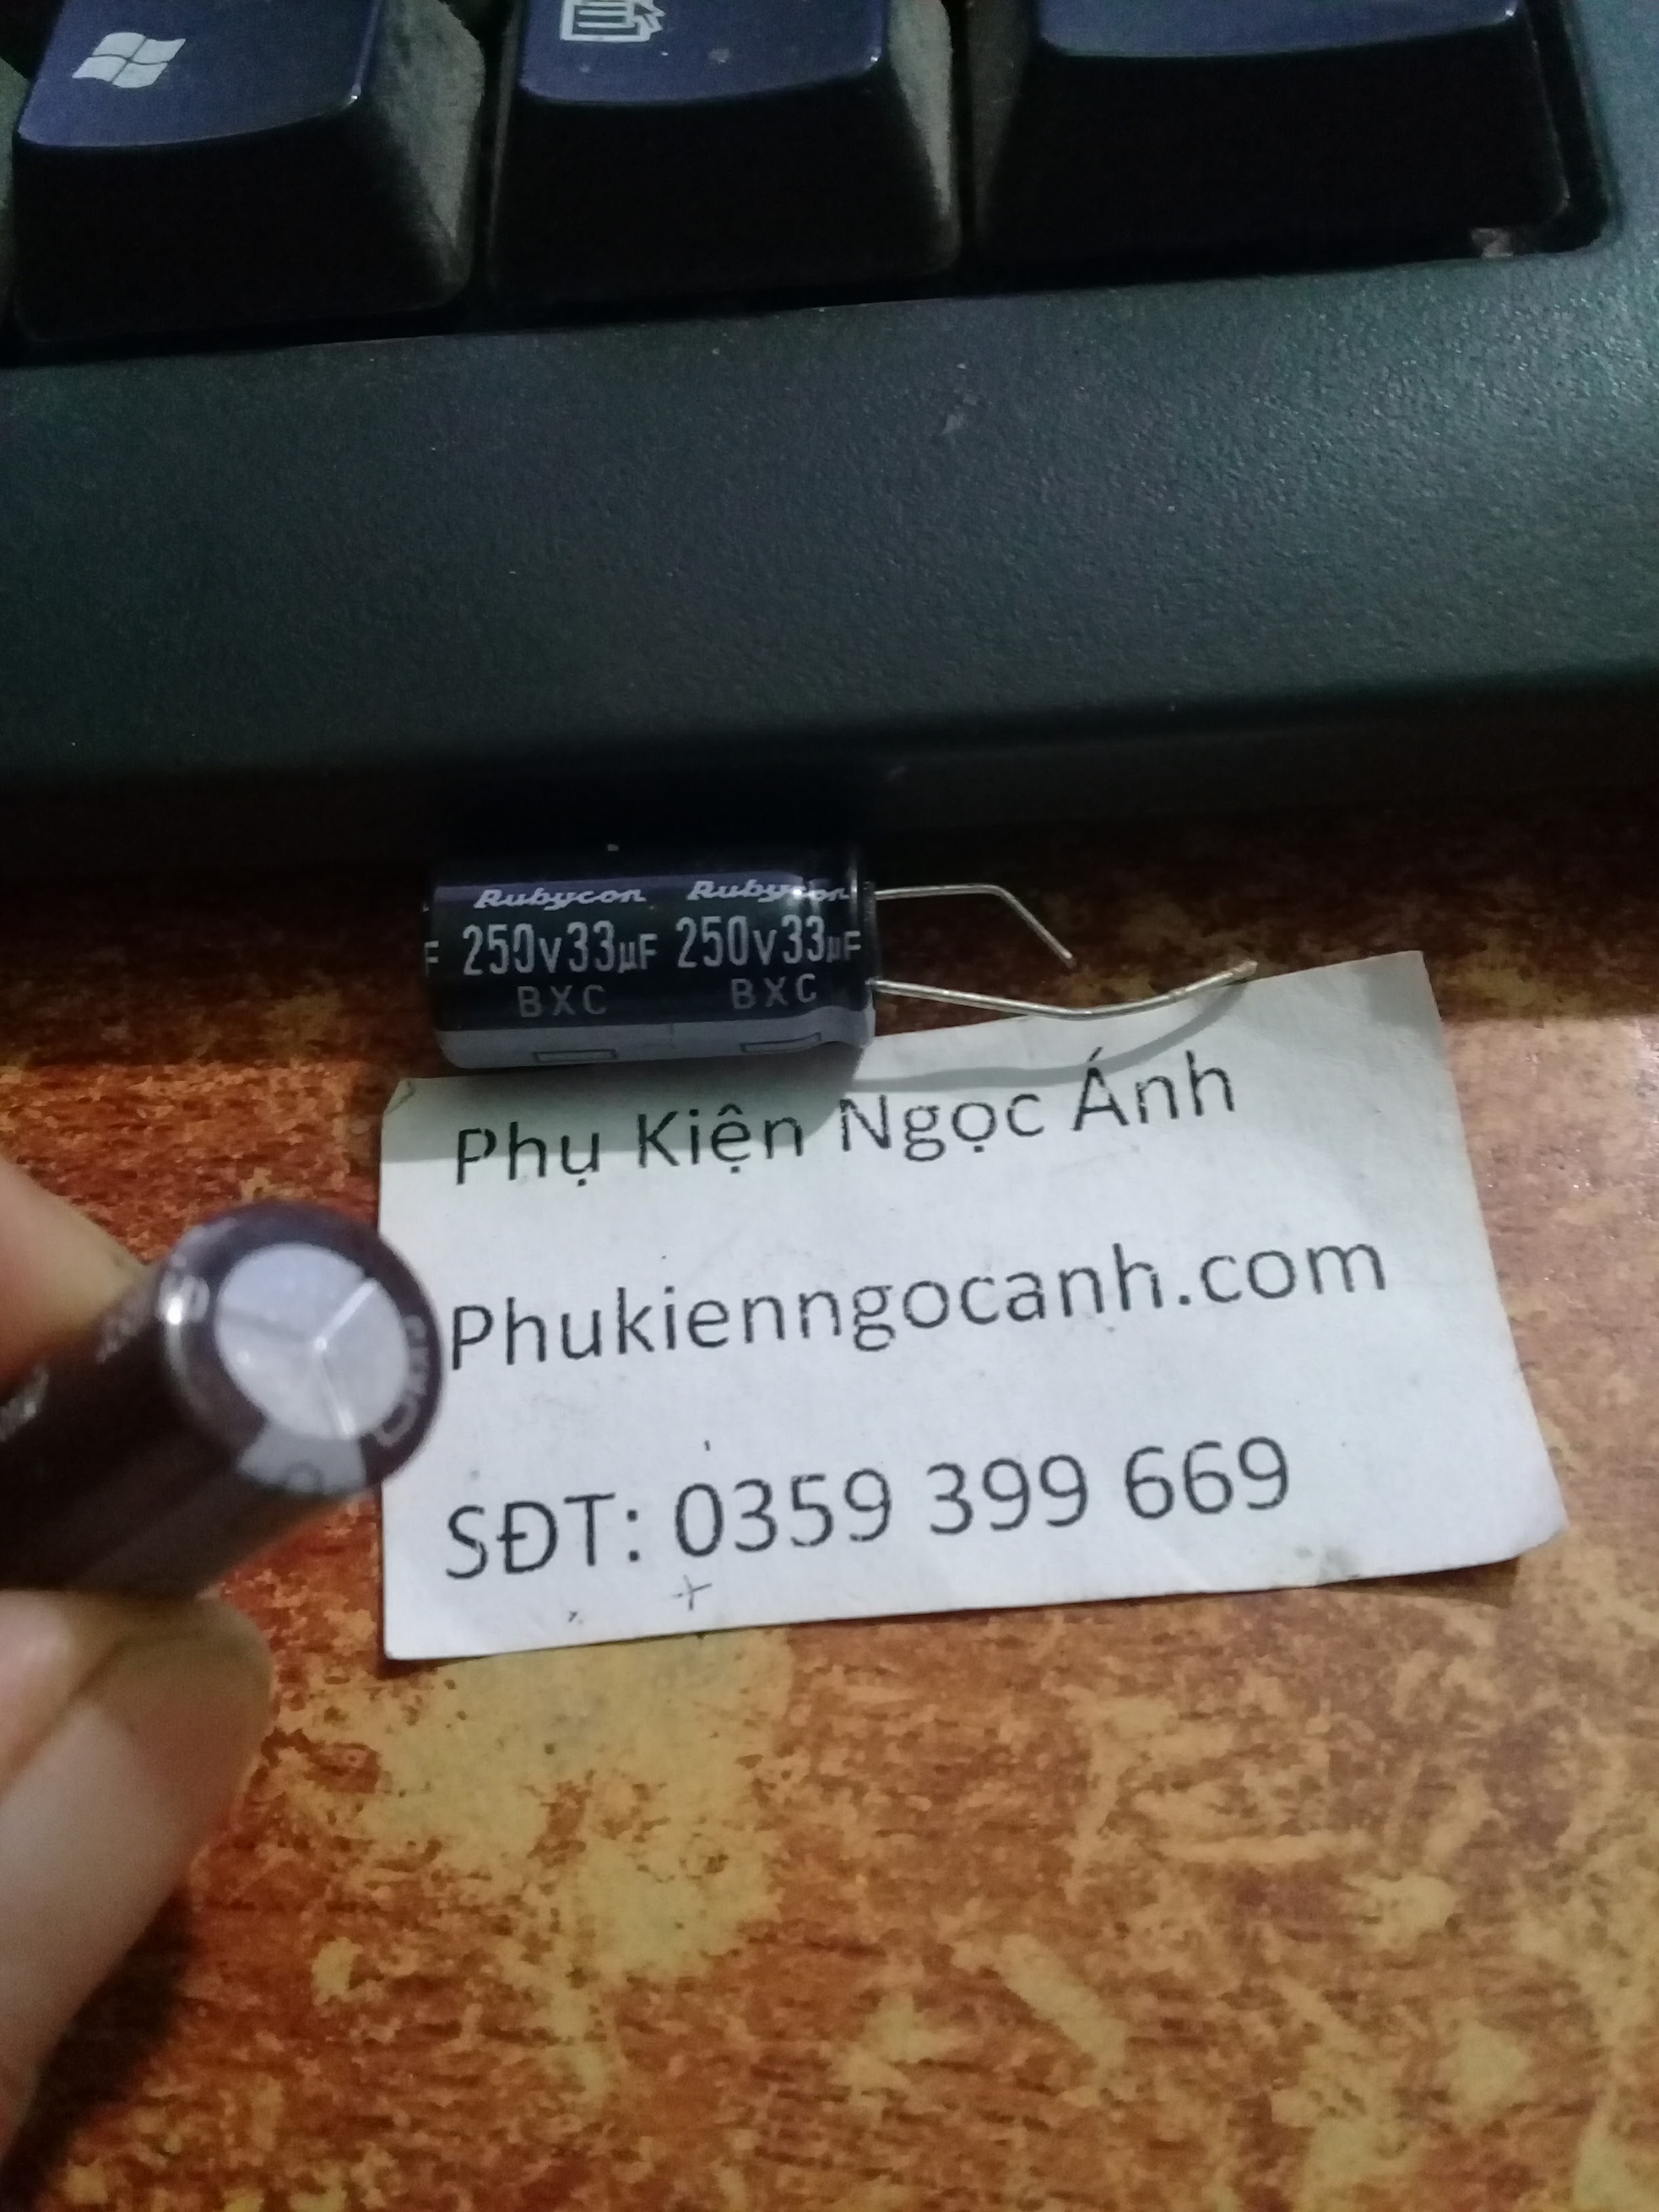 Rubycon Rubycon
F 250v33µF 250v33µF
BXC BXC
Phụ Kiện Ngọc Ánh
Phukienngocanh.com
SĐT: 0359 399 669